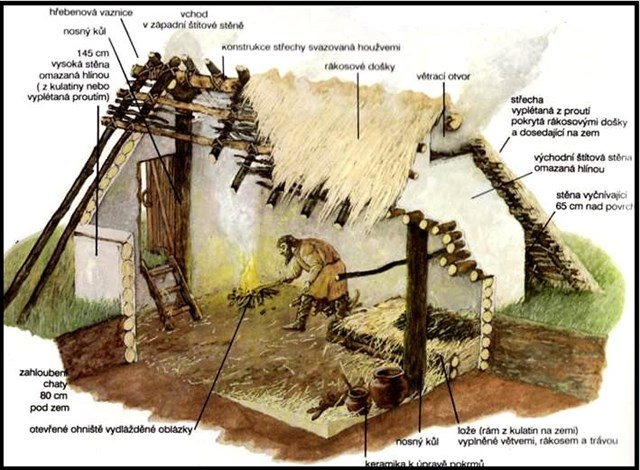 hřebenová vaznice
vchod
v západní štítové stěně
nosný kůl
konstrukce střechy svazovaná houžvemi
145 cm
vysoká stěna
omazaná hlínou
( z kulatiny nebo
vyplétaná proutím)
rákosové došky
větrací otvor
střecha
vyplétaná z proutí
pokrytá rákosovými došky
a dosedající na zem
východní štítová stěna
omazaná hlínou
stěna vyčnívající
65 cm nad povrch
zahloubení
chaty
80 cm
pod zem
otevřené ohniště vydlážděné oblázky
nosný kůl
lože (rám z kulatin na zemi)
vyplněné větvemi, rákosem a trávou
keramika k úpravě pokrmů